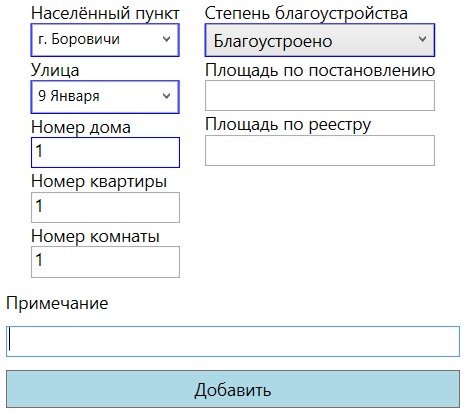 Населённый пункт
г. Боровичи
Улица
9 Января
Номер дома
1
Номер квартиры
1
Номер комнаты
1
Степень благоустройства
Благоустроено
Площадь по постановлению
Площадь по реестру
Примечание
Добавить